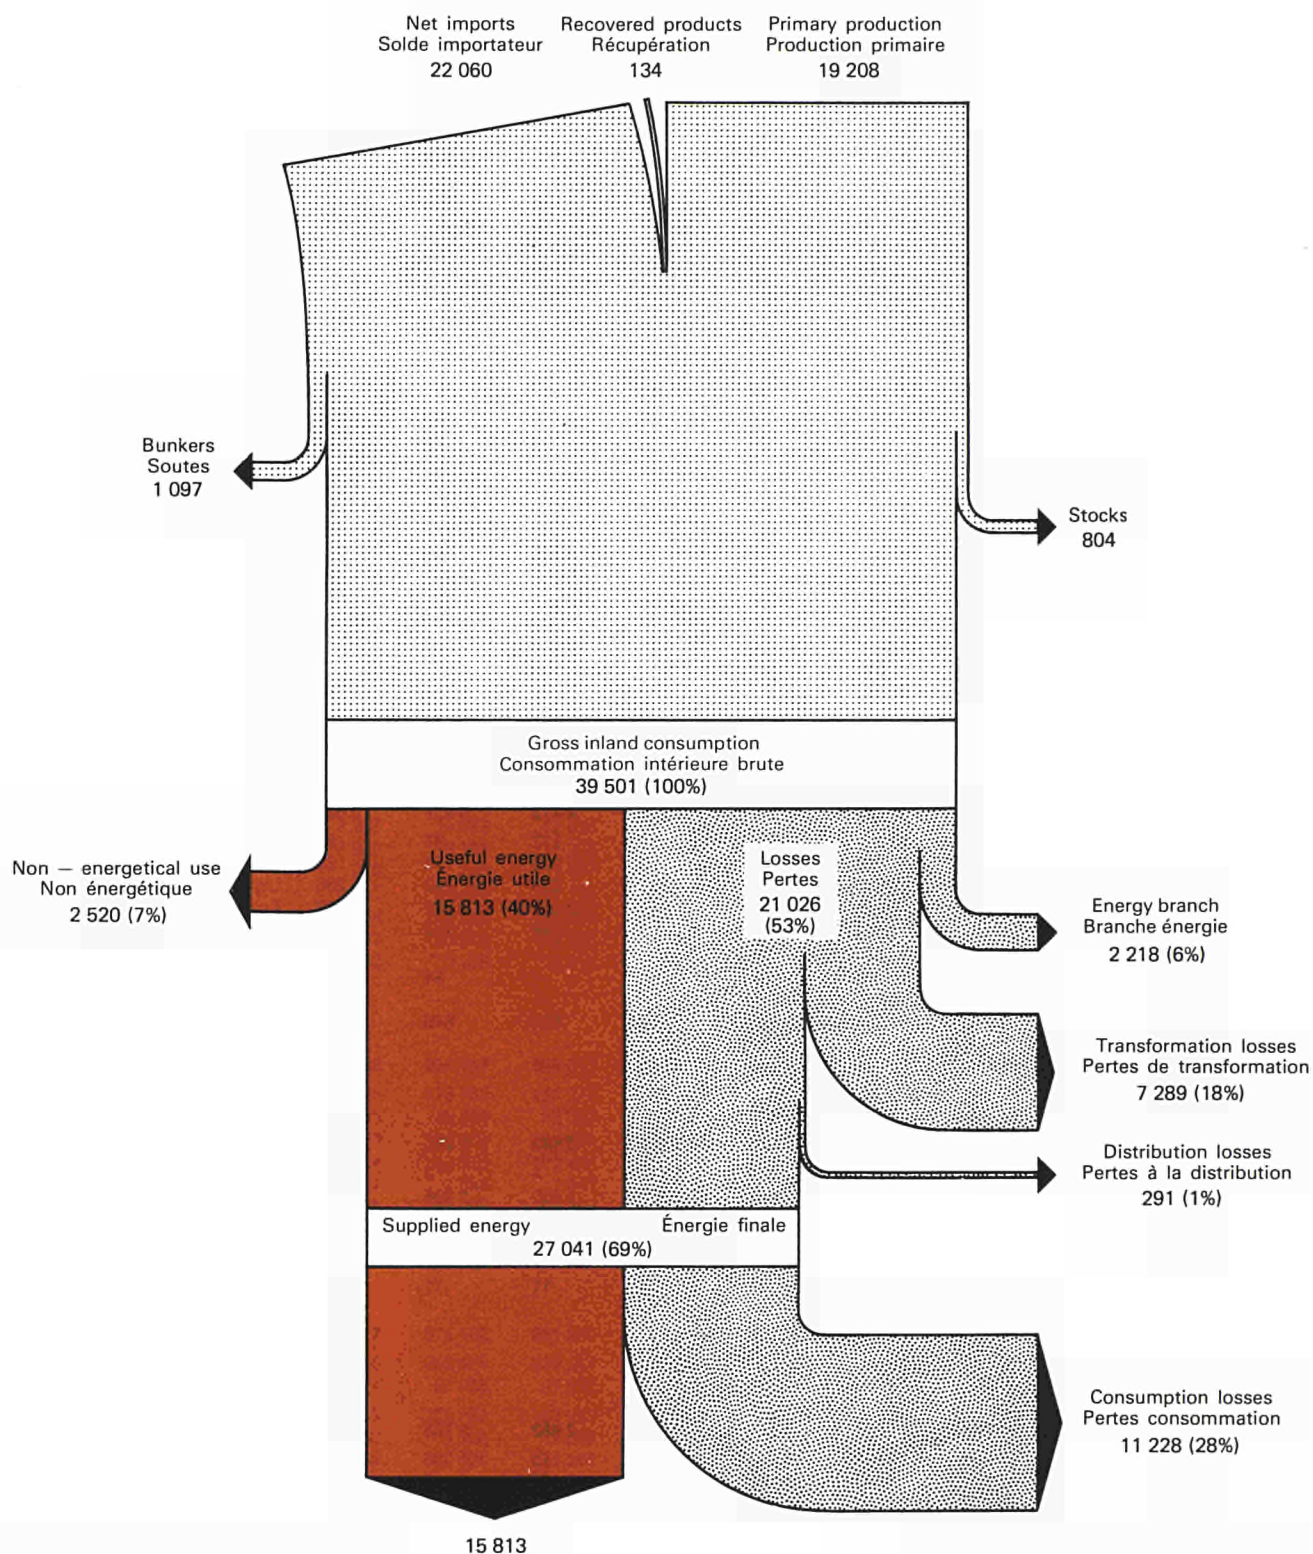 Net imports
Solde importateur
22 060
Recovered products
Récupération
134
Primary production
Production primaire
19 208
Bunkers
Soutes
1 097
Stocks
804
Gross inland consumption
Consommation intérieure brute
39 501 (100%)
Non — energetical use
Non énergétique
2 520 (7%)
Useful energy
Énergie utile
15 813 (40%)
Losses
Pertes
21 026
(53%)
Energy branch
Branche énergie
2 218 (6%)
Transformation losses
Pertes de transformation
7 289 (18%)
Distribution losses
Pertes à la distribution
291 (1%)
Supplied energy Énergie finale
27 041 (69%)
Consumption losses
Pertes consommation
11 228 (28%)
15 813